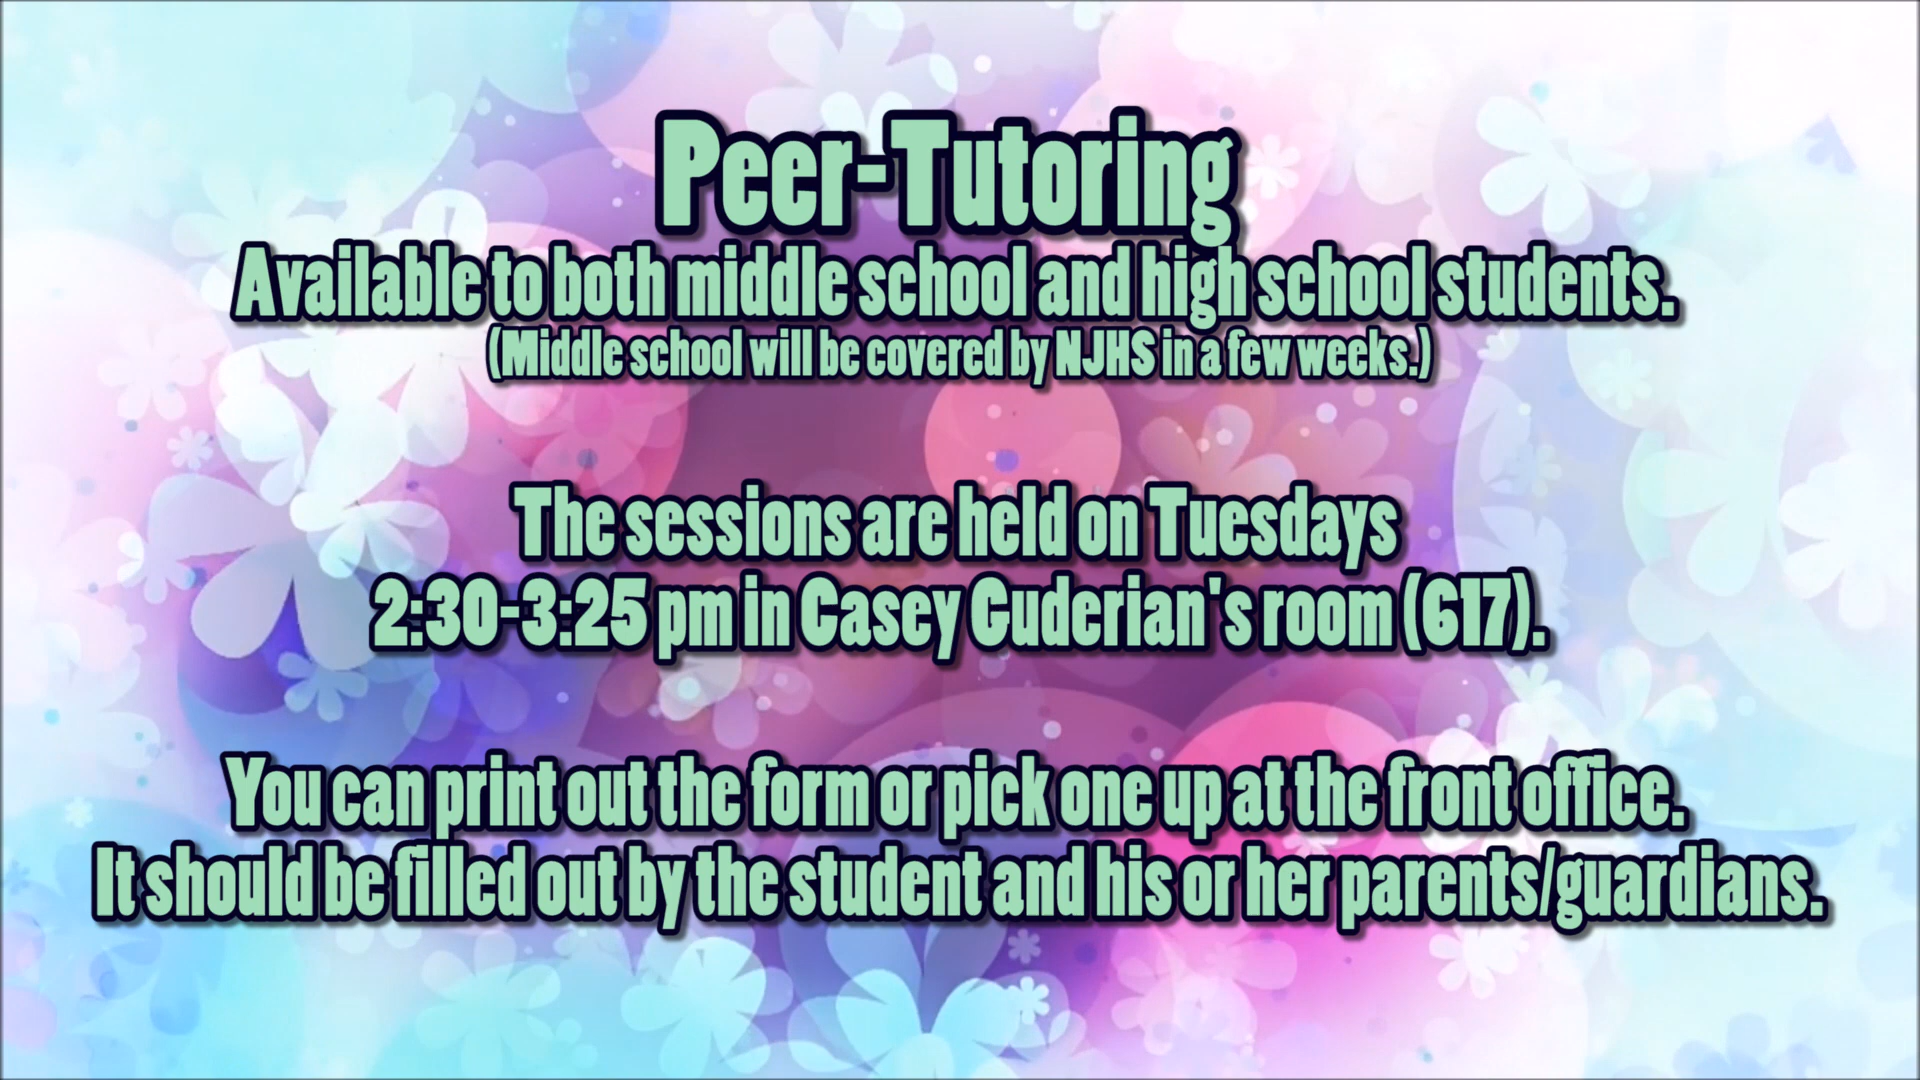 Peer-Tutoring
Available to both middle school and high school students.
(Middle school will be covered by NJHS in a few weeks.)
The sessions are held on Tuesdays
2:30-3:25 pm in Casey Guderian's room (617).
You can print out the form or pick one up at the front office.
It should be filled out by the student and his or her parents/guardians.